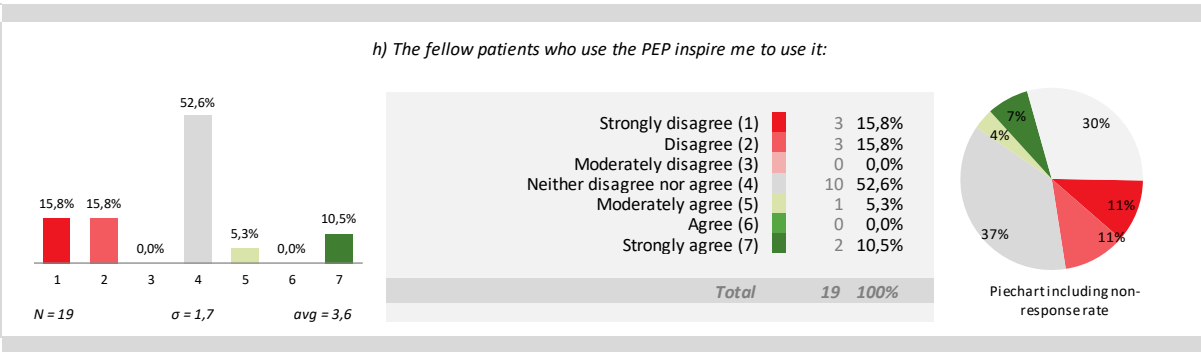 h) The fellow patients who use the PEP inspire me to use it:
52,6%
15,8% 15,8%
10,5%
5,3%
0,0% 0,0%
1 2 3 4 5 6 7
N = 19 σ = 1,7 avg = 3,6
Strongly disagree (1) 3 15,8%
Disagree (2) 3 15,8%
Moderately disagree (3) 0 0,0%
Neither disagree nor agree (4) 10 52,6%
Moderately agree (5) 1 5,3%
Agree (6) 0 0,0%
Strongly agree (7) 2 10,5%
Total 19 100%
7%
30%
4%
11%
37%
11%
Piechart including non-
response rate